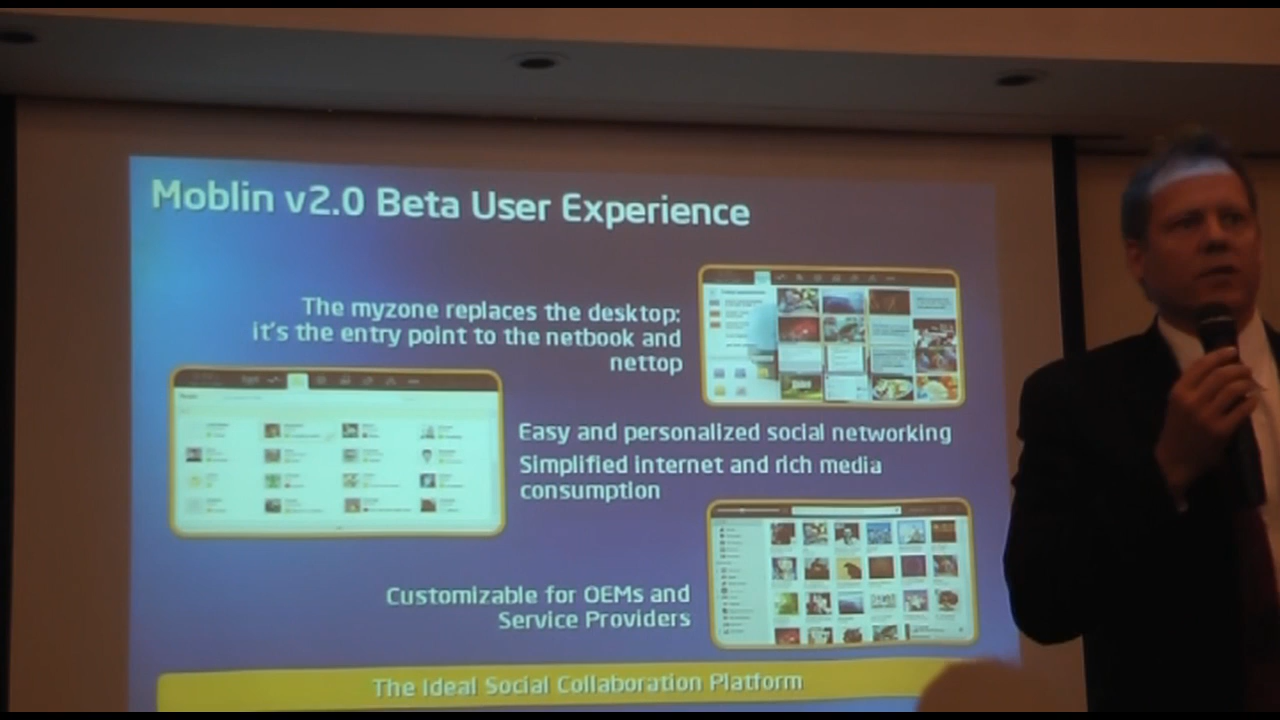 Moblin v2.0 Beta User Experience
The myzone replaces the desktop:
it's the entry point to the netbook and
nettop
Easy and personalized social networking
Simplified internet and rich media
consumption
Customizable for OEMs and
Service Providers
The Ideal Social Collaboration Platform